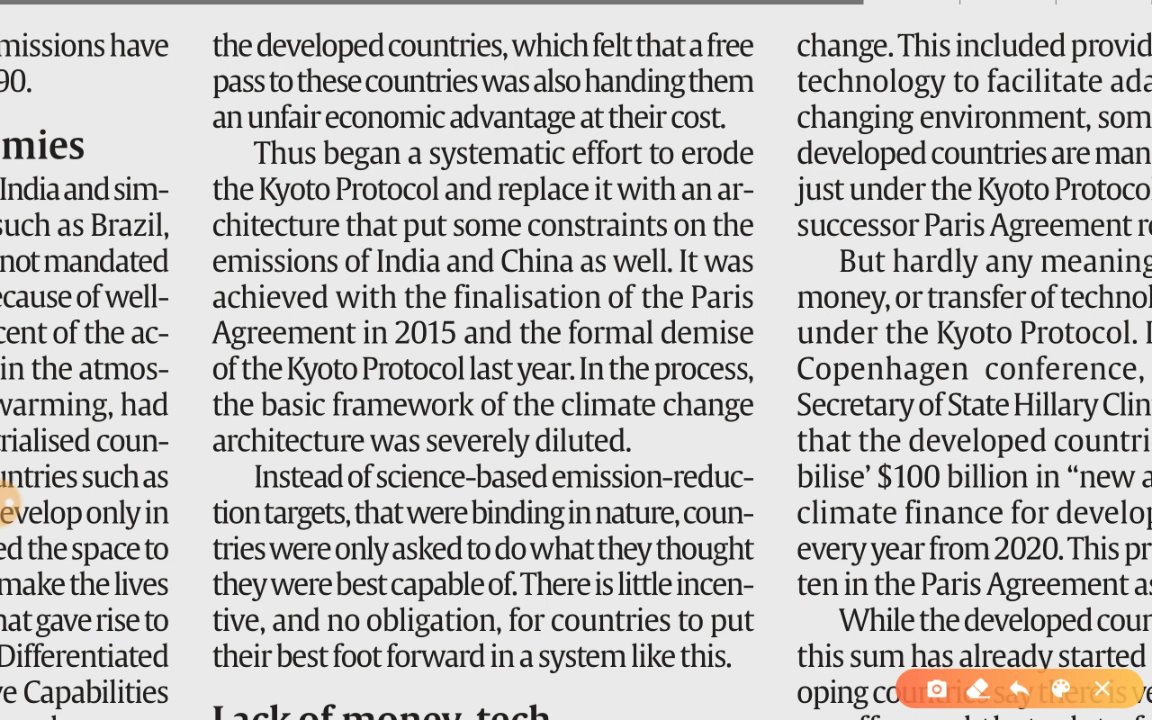 missions have
90.
mies
India and sim-
such as Brazil,
not mandated
ecause of well-
cent of the ac-
in the atmos-
warming, had
trialised coun-
untries such as
evelop only in
ed the space to
make the lives
hat gave rise to
Differentiated
ve Capabilities
the developed countries, which felt that a free
pass to these countries was also handing them
an unfair economic advantage at their cost.
Thus began a systematic effort to erode
the Kyoto Protocol and replace it with an ar-
chitecture that put some constraints on the
emissions of India and China as well. It was
achieved with the finalisation of the Paris
Agreement in 2015 and the formal demise
of the Kyoto Protocol last year. In the process,
the basic framework of the climate change
architecture was severely diluted.
Instead of science-based emission-reduc-
tion targets, that were binding in nature, coun-
tries were only asked to do what they thought
they were best capable of. There is little incen-
tive, and no obligation, for countries to put
their best foot forward in a system like this.
Lack of money, tech
change. This included provid
technology to facilitate ada
changing environment, som
developed countries are man
just under the Kyoto Protocol
successor Paris Agreement re
But hardly any meaning
money, or transfer of technol
under the Kyoto Protocol. I
Copenhagen conference,
Secretary of State Hillary Clin
that the developed countri
bilise’ $100 billion in “new a
climate finance for develop
every year from 2020. This pr
ten in the Paris Agreement as
While the developed coun
this sum has already started
oping countries say there is ve